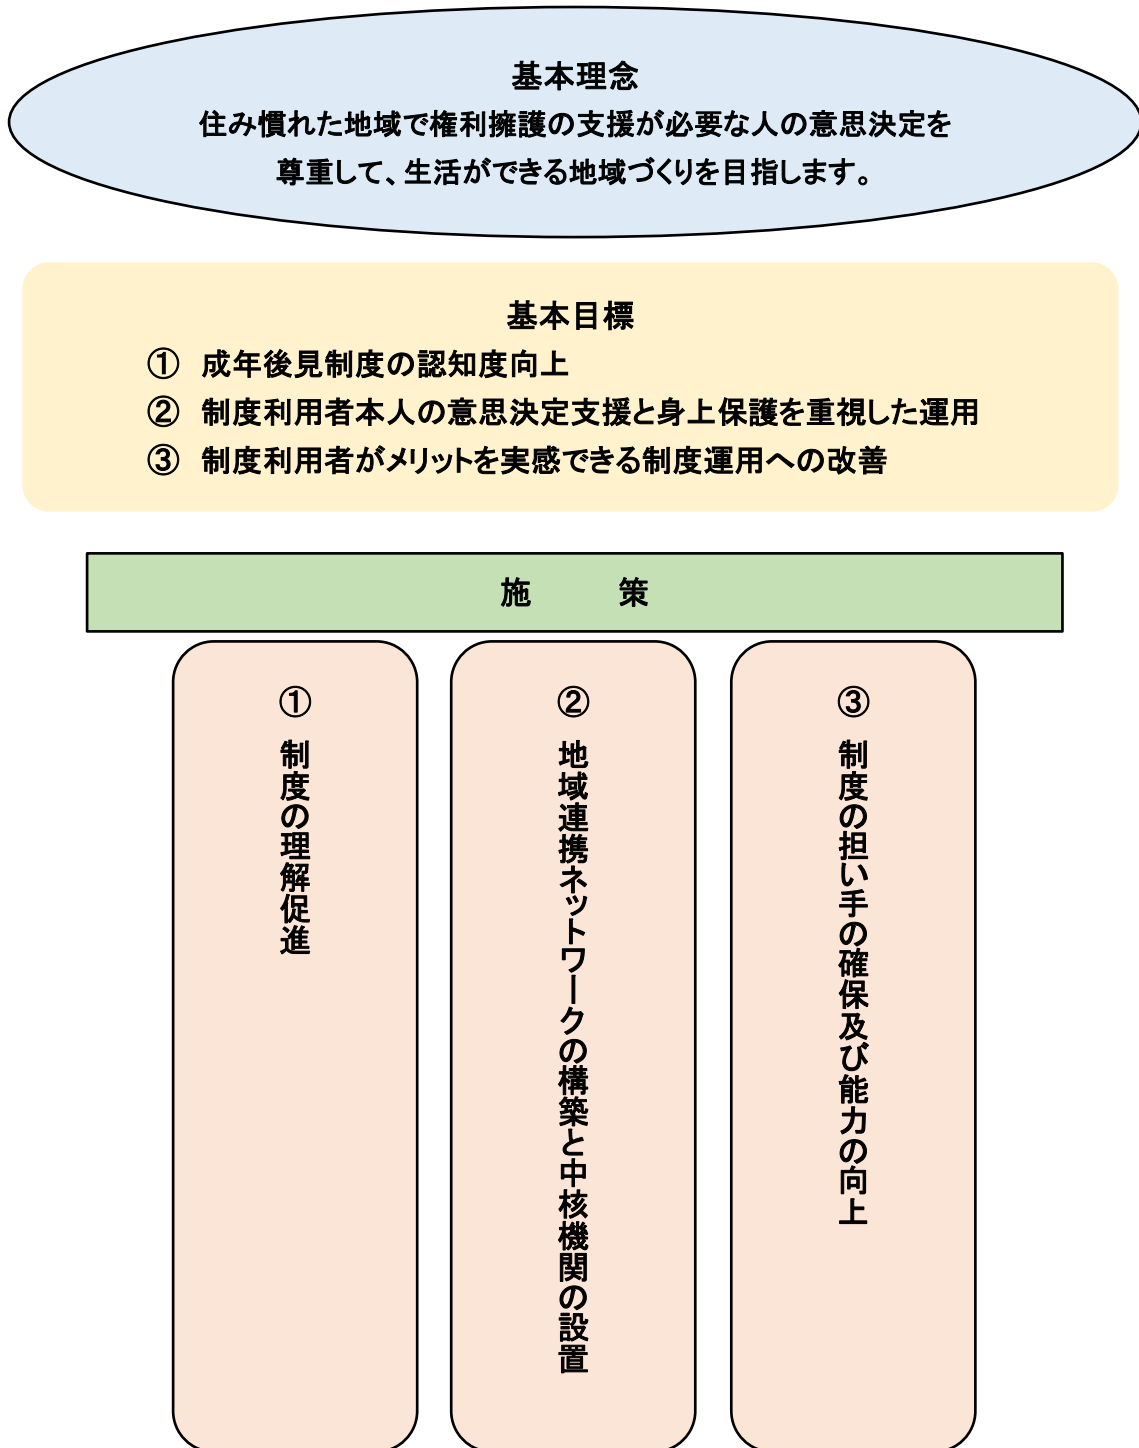 基本理念
住み慣れた地域で権利擁護の支援が必要な人の意思決定を
尊重して、生活ができる地域づくりを目指します。
基本目標
① 成年後見制度の認知度向上
② 制度利用者本人の意思決定支援と身上保護を重視した運用
③ 制度利用者がメリットを実感できる制度運用への改善
施　　策
① 制度の理解促進
② 地域連携ネットワークの構築と中核機関の設置
③ 制度の担い手の確保及び能力の向上